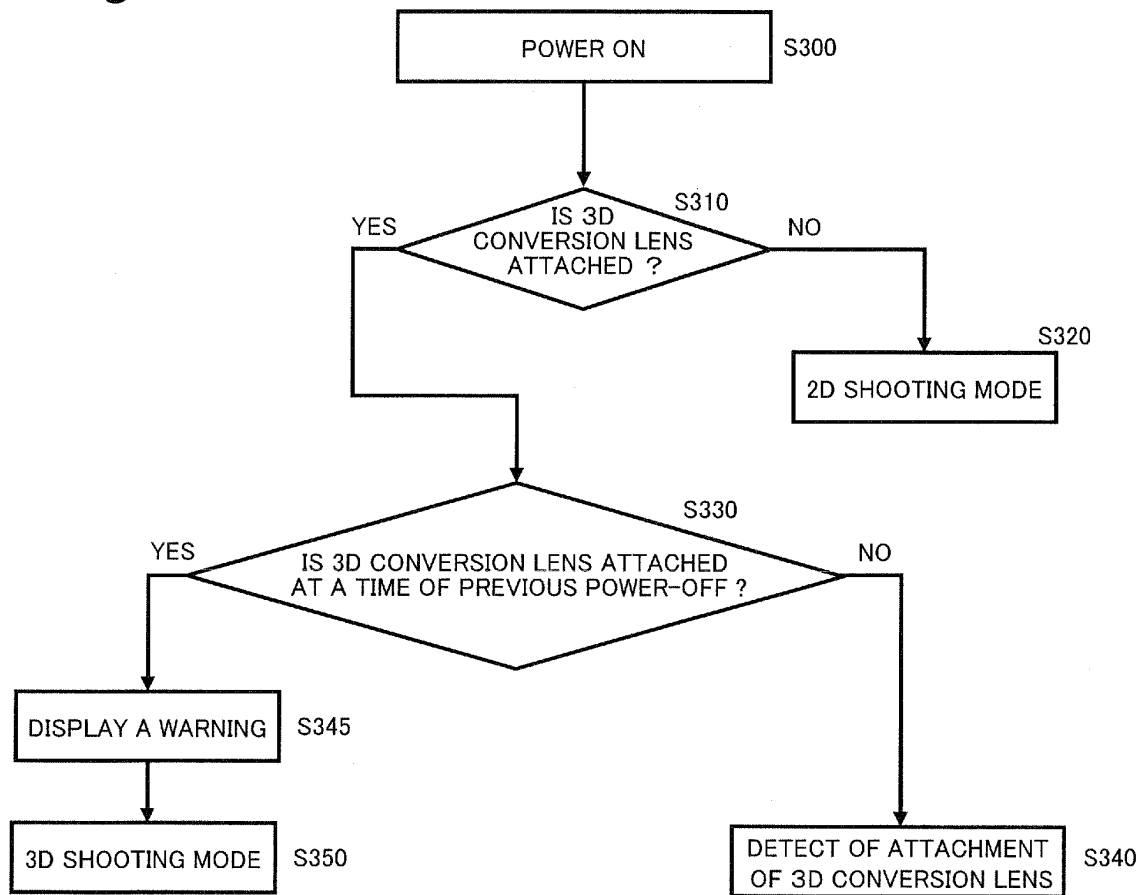 POWER ON
S300
S310
YES
IS 3D
CONVERSION LENS
ATTACHED ?
NO
S320
2D SHOOTING MODE
S330
YES
IS 3D CONVERSION LENS ATTACHED
AT A TIME OF PREVIOUS POWER-OFF ?
NO
DISPLAY A WARNING
S345
3D SHOOTING MODE
S350
DETECT OF ATTACHMENT
OF 3D CONVERSION LENS
S340